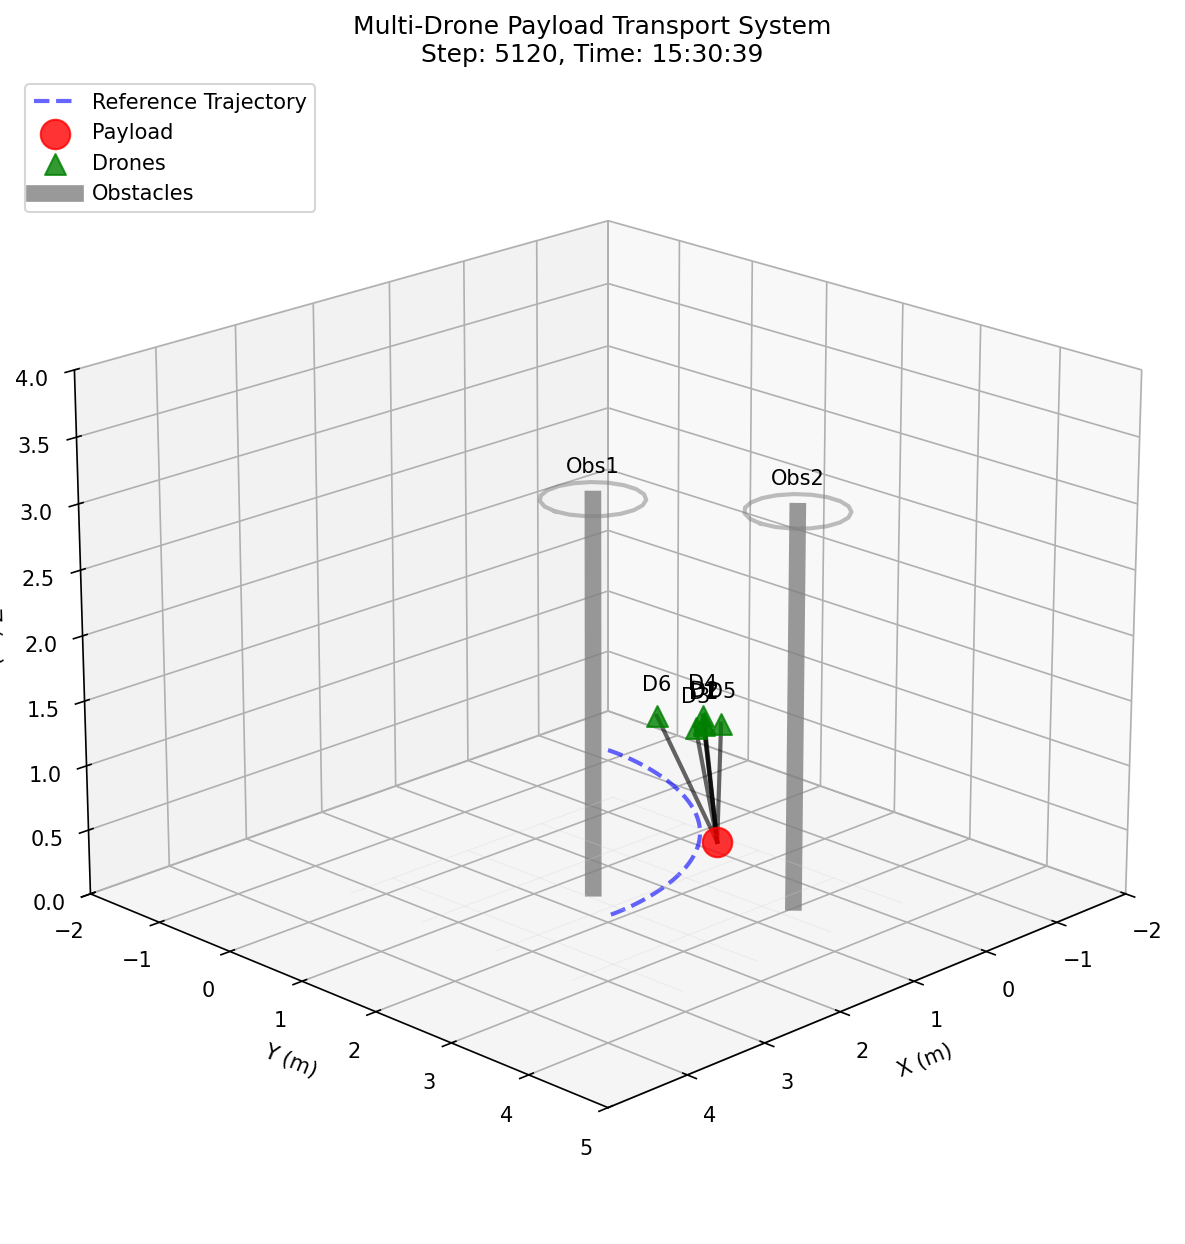 Multi-Drone Payload Transport System
Step: 5120, Time: 15:30:39
Reference Trajectory
Payload
Drones
Obstacles
Obs1
Obs2
D4
D6
D5
D3
4.0
3.5
3.0
2.5
2.0
1.5
1.0
0.5
0.0
−2
−1
0
1
2
3
4
5
Y (m)
−2
−1
0
1
2
3
4
X (m)